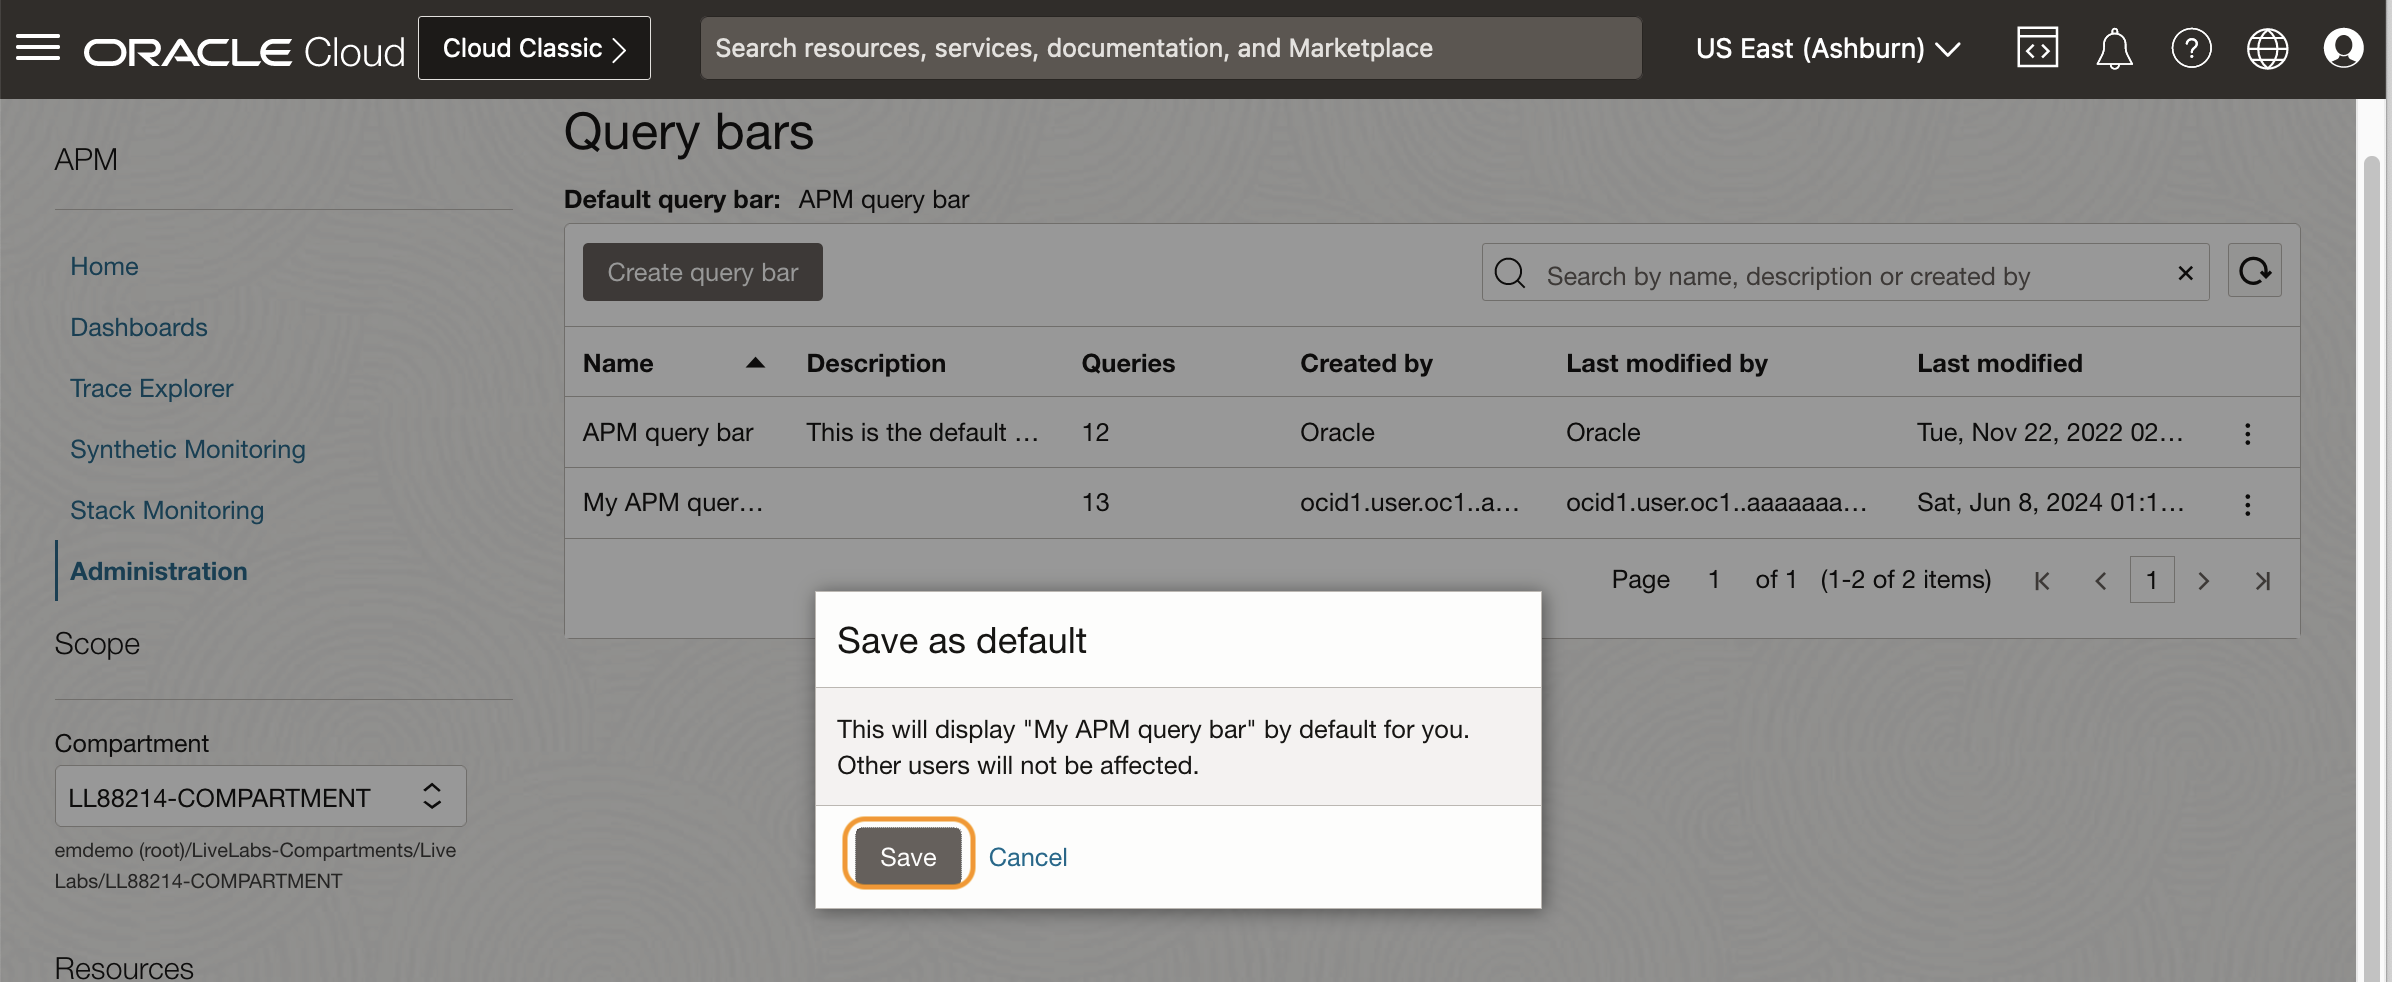 ORACLE Cloud
Cloud Classic
Search resources, services, documentation, and Marketplace
US East (Ashburn)
APM
Home
Dashboards
Trace Explorer
Synthetic Monitoring
Stack Monitoring
Administration
Scope
Compartment
LL88214-COMPARTMENT
emdemo (root)/LiveLabs-Compartments/Live
Labs/LL88214-COMPARTMENT
Resources
Query bars
Default query bar: APM query bar
Create query bar
Search by name, description or created by
Name Description Queries Created by Last modified by Last modified
APM query bar This is the default … 12 Oracle Oracle Tue, Nov 22, 2022 02…
My APM quer… 13 ocid1.user.oc1..a… ocid1.user.oc1..aaaaaaa… Sat, Jun 8, 2024 01:1…
Page 1 of 1 (1-2 of 2 items) 1
Save as default
This will display "My APM query bar" by default for you.
Other users will not be affected.
Save Cancel